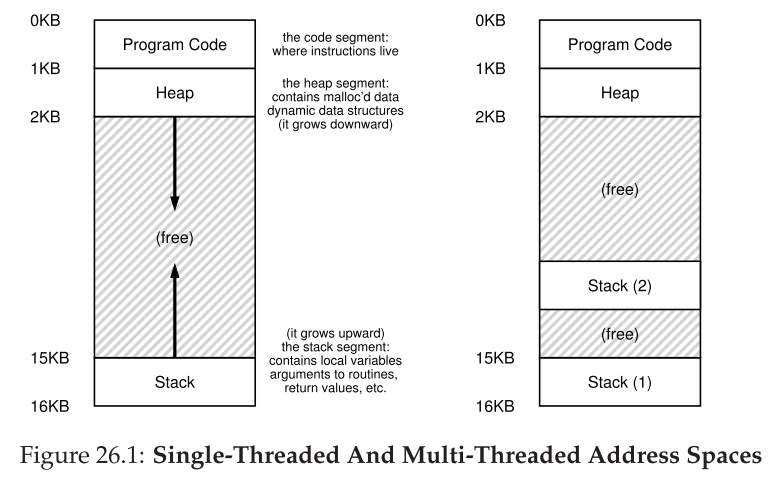 0KB
Program Code
the code segment:
where instructions live
1KB
Heap
the heap segment:
contains malloc'd data
dynamic data structures
(it grows downward)
2KB
(free)
(it grows upward)
the stack segment:
contains local variables
arguments to routines,
return values, etc.
15KB
Stack
16KB
0KB
Program Code
1KB
Heap
2KB
(free)
Stack (2)
(free)
15KB
Stack (1)
16KB
Figure 26.1: Single-Threaded And Multi-Threaded Address Spaces